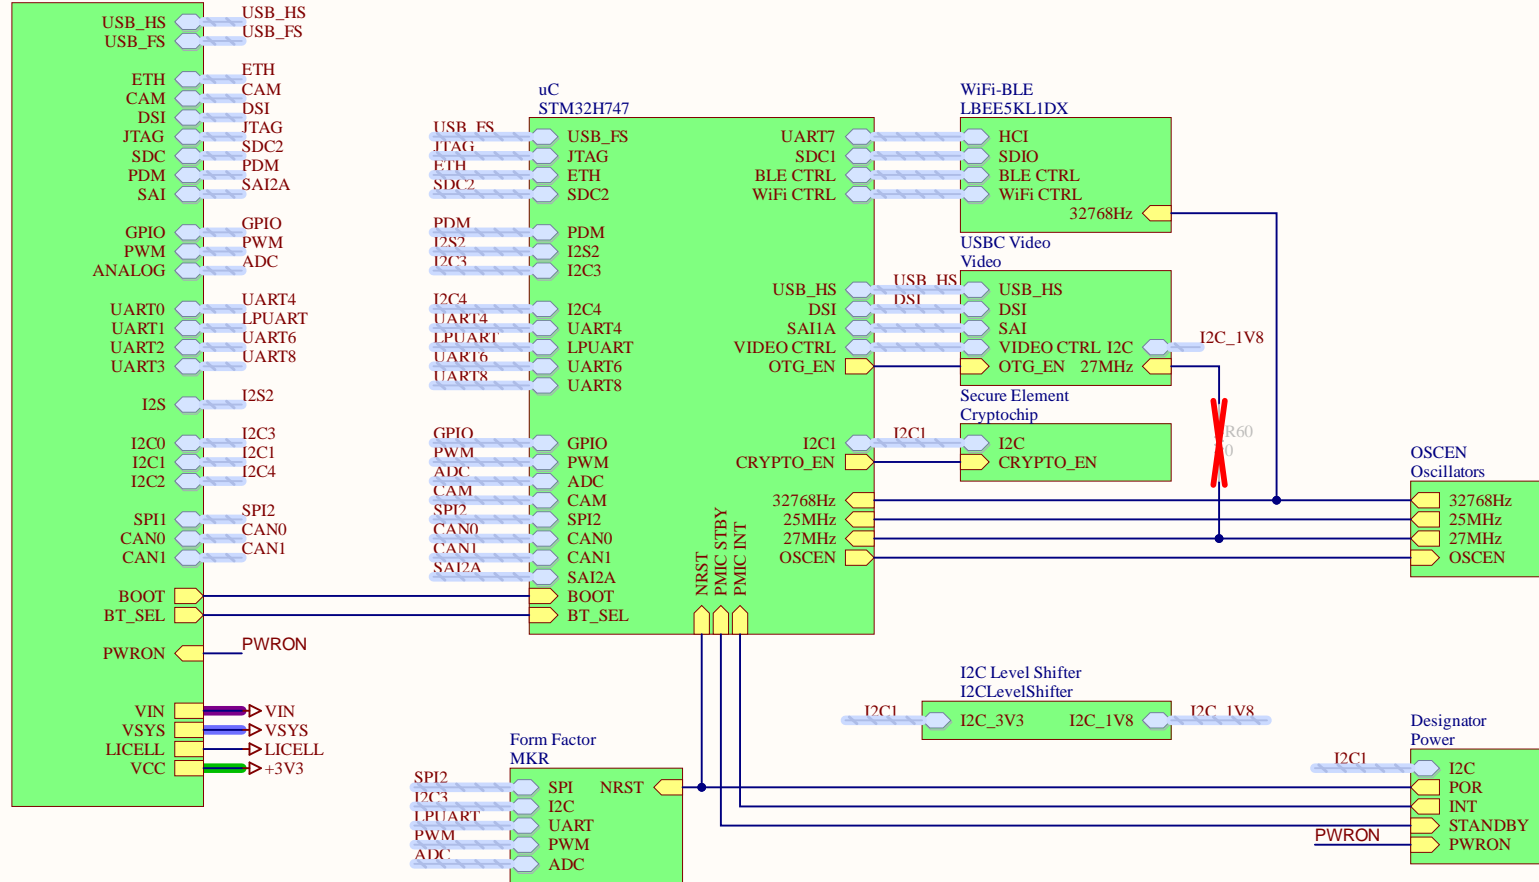 USB_HS USB_HS
USB_FS USB_FS
ETH ETH
CAM CAM
DSI DSI
JTAG JTAG
SDC SDC2
PDM PDM
SAI SAI2A
GPIO GPIO
PWM PWM
ANALOG ADC
UART0 UART4
UART1 LPUART
UART2 UART6
UART3 UART8
I2S I2S2
I2C0 I2C3
I2C1 I2C1
I2C2 I2C4
SPI1 SPI2
CAN0 CAN0
CAN1 CAN1
BOOT
BT_SEL
PWRON PWRON
VIN VIN
VSYS VSYS
LICELL LICELL
VCC +3V3
uC
STM32H747
USB_FS USB_FS
JTAG JTAG
ETH ETH
SDC2 SDC2
PDM PDM
I2S2 I2S2
I2C3 I2C3
I2C4 I2C4
UART4 UART4
LPUART LPUART
UART6 UART6
UART8 UART8
GPIO GPIO
PWM PWM
ADC ADC
CAM CAM
SPI2 SPI2
CAN0 CAN0
CAN1 CAN1
SAI2A SAI2A
BOOT
BT_SEL
UART7
SDC1
BLE CTRL
WiFi CTRL
USB_HS USB_HS
DSI DSI
SAI1A
VIDEO CTRL
OTG_EN
I2C1 I2C1
CRYPTO_EN
32768Hz
25MHz
27MHz
OSCEN
NRST
PMIC STBY
PMIC INT
WiFi-BLE
LBEE5KL1DX
HCI
SDIO
BLE CTRL
WiFi CTRL
32768Hz
USBC Video
Video
USB_HS
DSI
SAI
VIDEO CTRL I2C I2C_1V8
OTG_EN 27MHz
Secure Element
Cryptochip
I2C
CRYPTO_EN
OSCEN
Oscillators
32768Hz
25MHz
27MHz
OSCEN
I2C Level Shifter
I2CLevelShifter
I2C1 I2C_3V3 I2C_1V8 I2C_1V8
Form Factor
MKR
SPI2 SPI NRST
I2C3 I2C
LPUART UART
PWM PWM
ADC ADC
Designator
Power
I2C1 I2C
POR
INT
STANDBY
PWRON PWRON